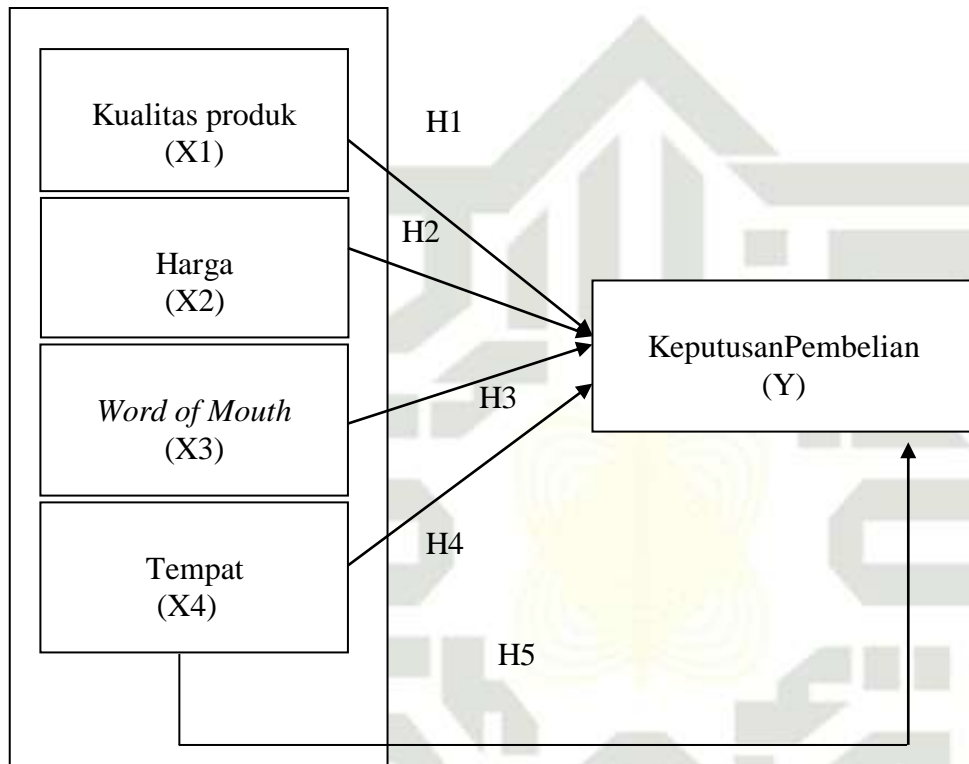 Kualitas produk
(X1)
H1
Harga
(X2)
H2
Word of Mouth
(X3)
H3
Tempat
(X4)
H4
KeputusanPembelian
(Y)
H5